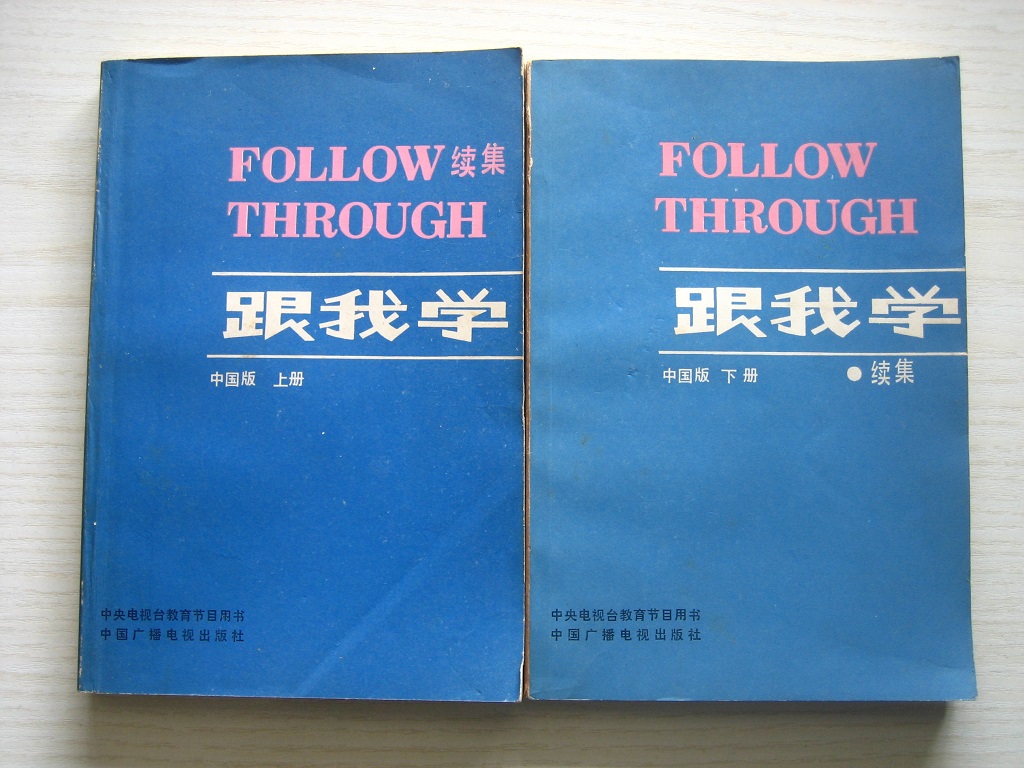 FOLLOW 续集
THROUGH
跟我学
中国版 上册
中央电视台教育节目用书
中国广播电视出版社
FOLLOW
THROUGH
跟我学
中国版 下册 ●续集
中央电视台教育节目用书
中国广播电视出版社